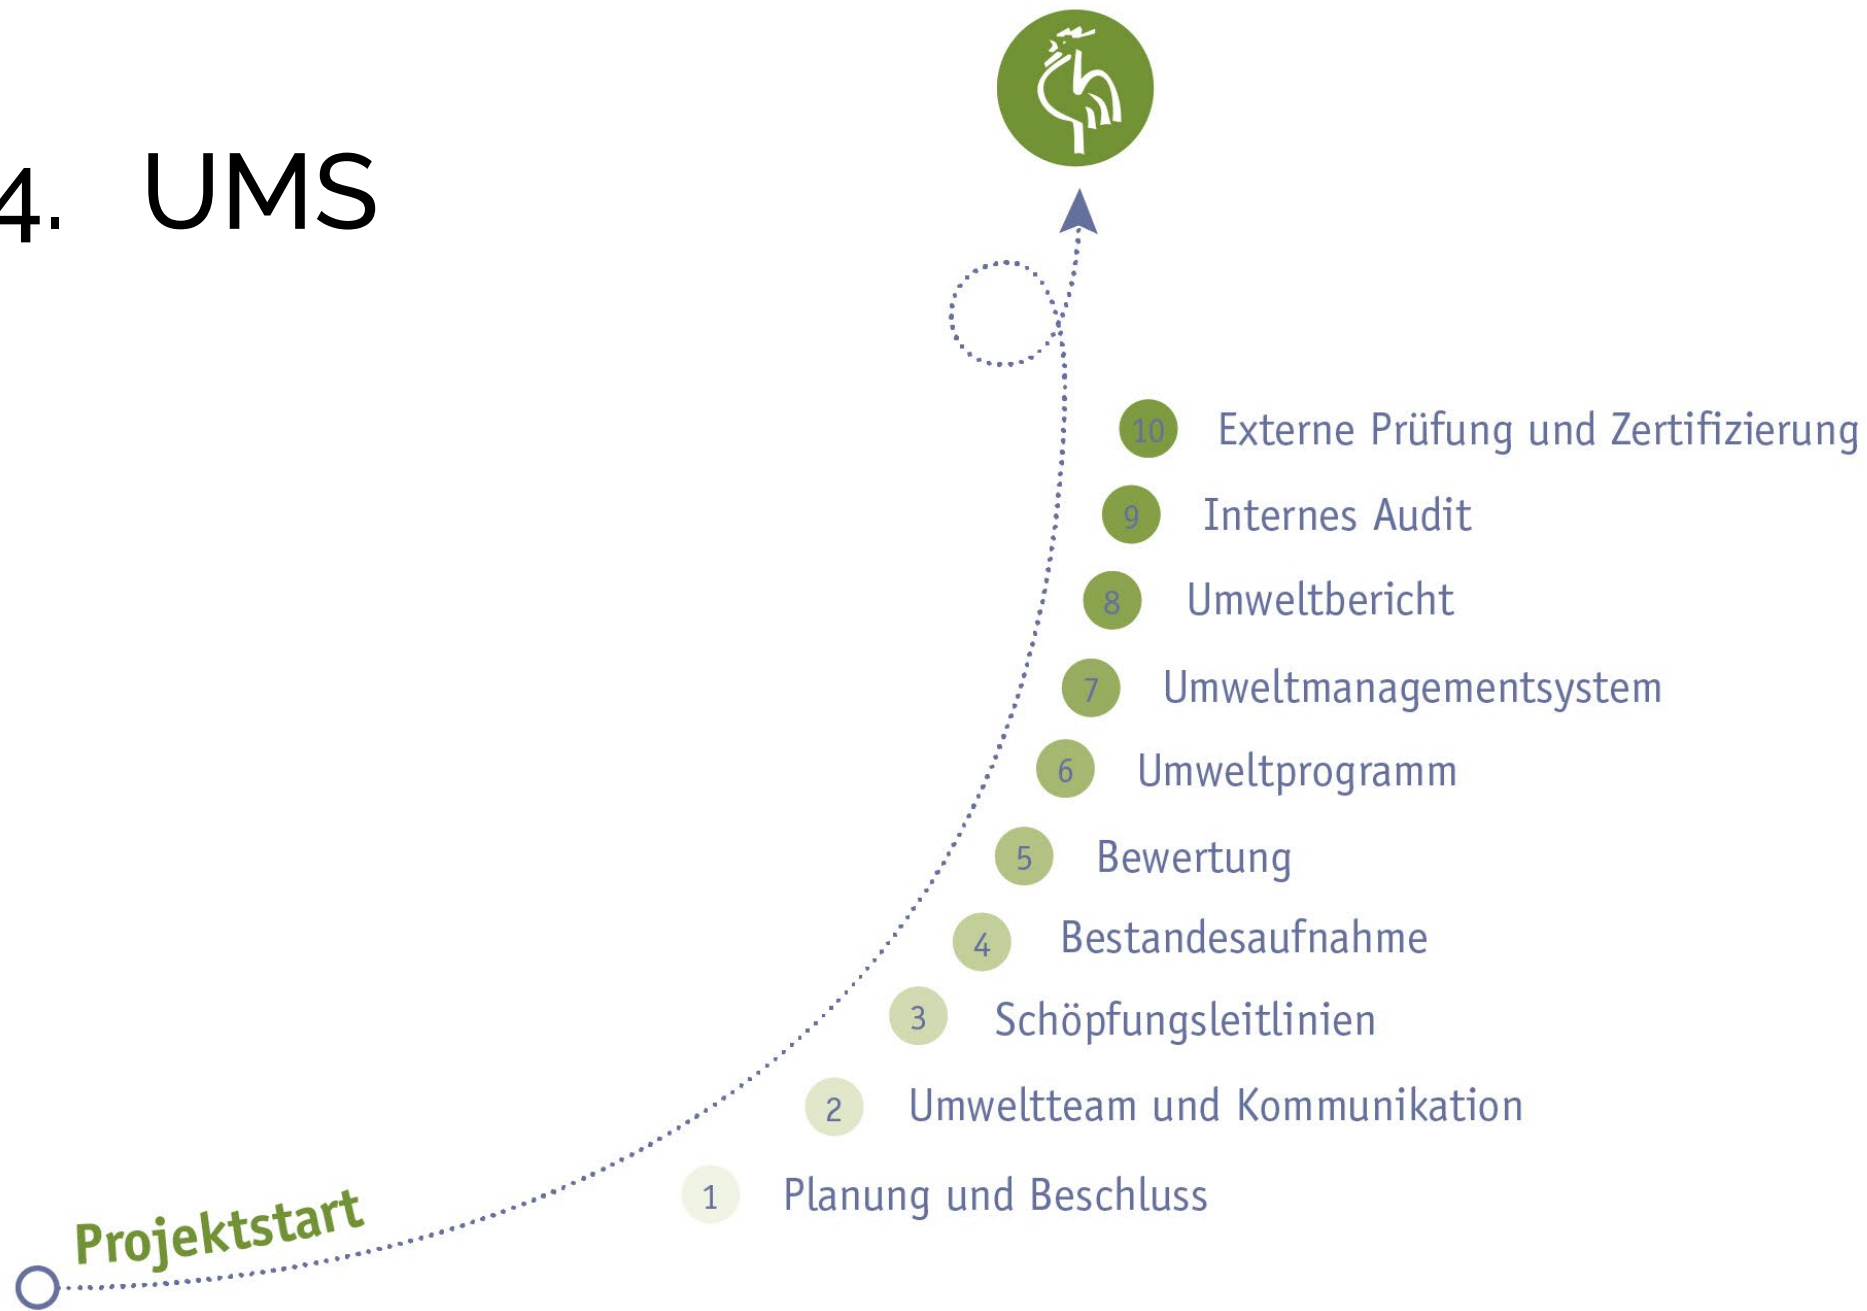 4. UMS
10 Externe Prüfung und Zertifizierung
9 Internes Audit
8 Umweltbericht
7 Umweltmanagementsystem
6 Umweltprogramm
5 Bewertung
4 Bestandesaufnahme
3 Schöpfungsleitlinien
2 Umweltteam und Kommunikation
1 Planung und Beschluss
Projektstart